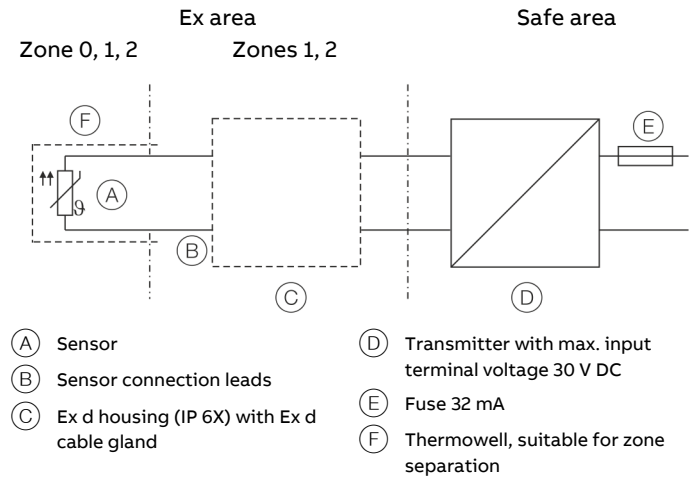 Ex area
Safe area
Zone 0, 1, 2
Zones 1, 2
F
E
A
ϑ
B
C
D
A Sensor
B Sensor connection leads
C Ex d housing (IP 6X) with Ex d
cable gland
D Transmitter with max. input
terminal voltage 30 V DC
E Fuse 32 mA
F Thermowell, suitable for zone
separation